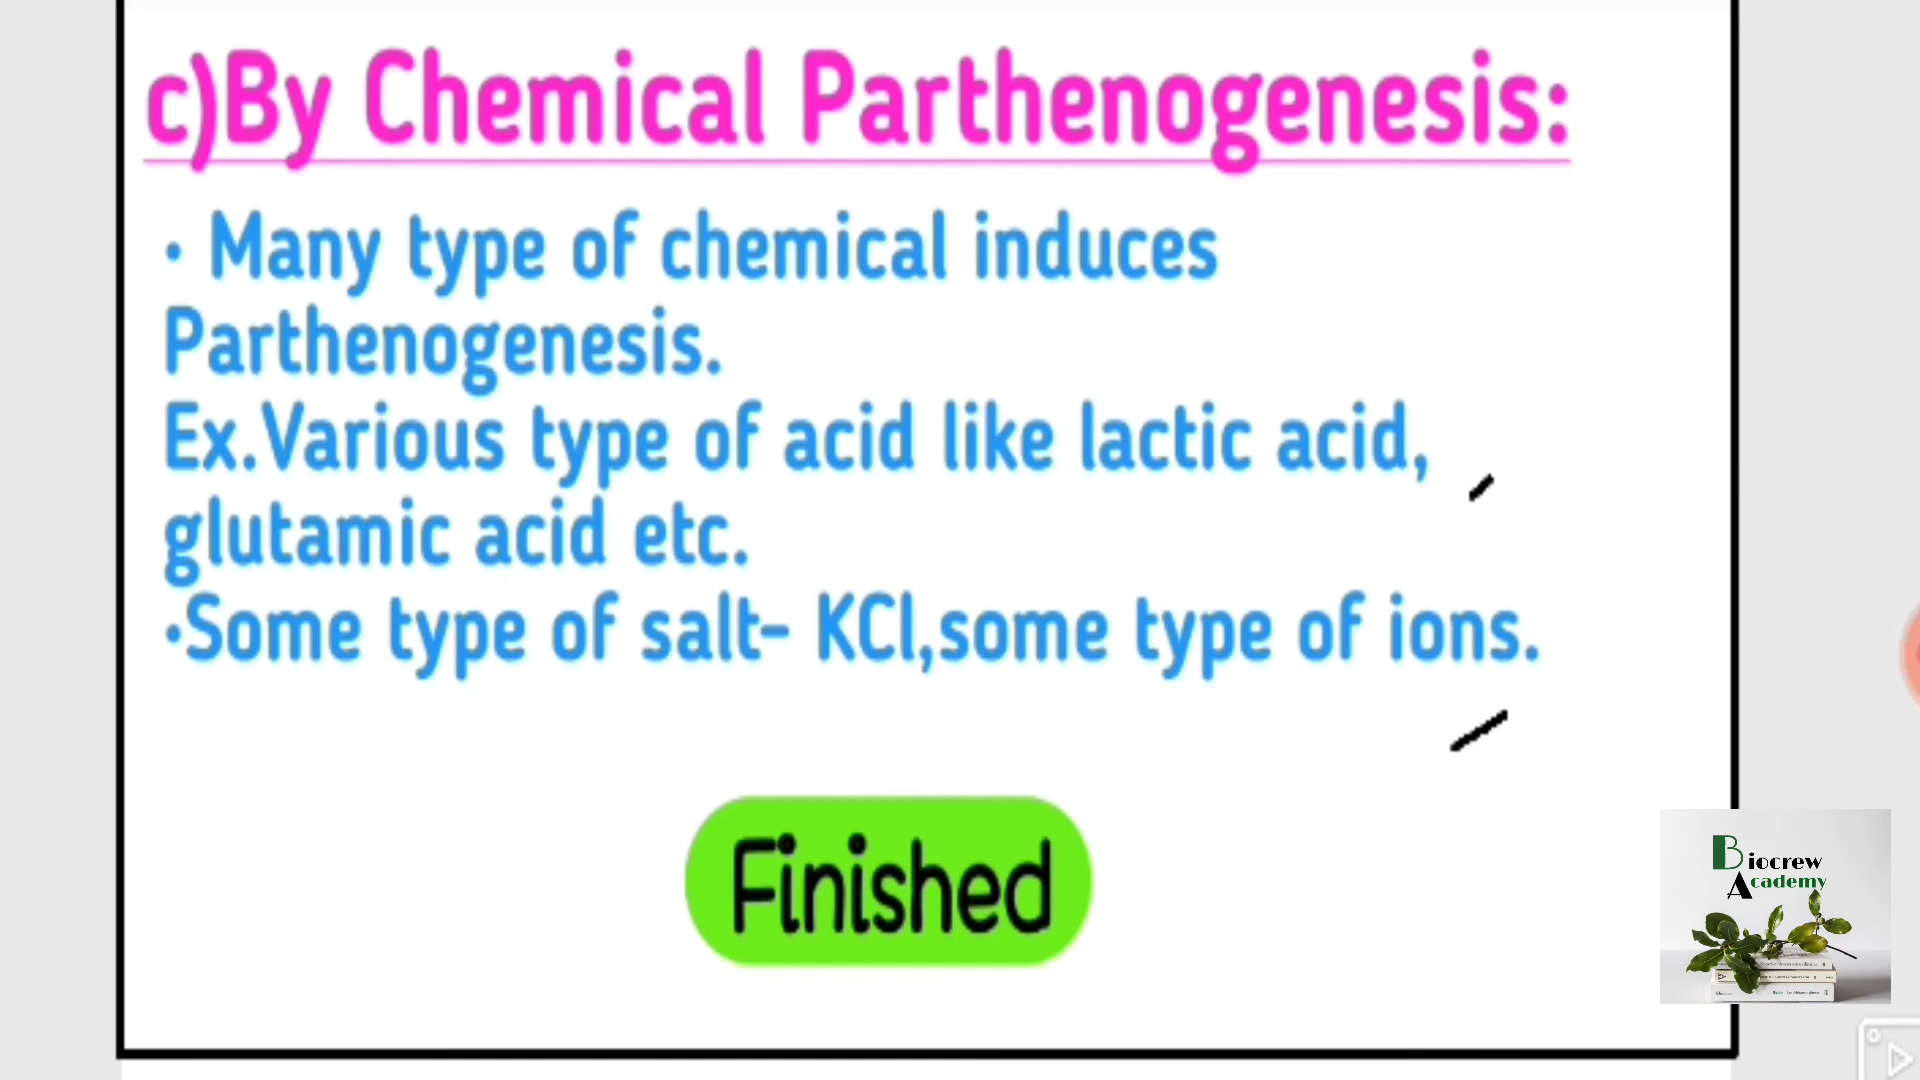 c)By Chemical Parthenogenesis:
• Many type of chemical induces
Parthenogenesis.
Ex.Various type of acid like lactic acid,
glutamic acid etc.
•Some type of salt- KCl,some type of ions.
Finished
Biocrew
Academy